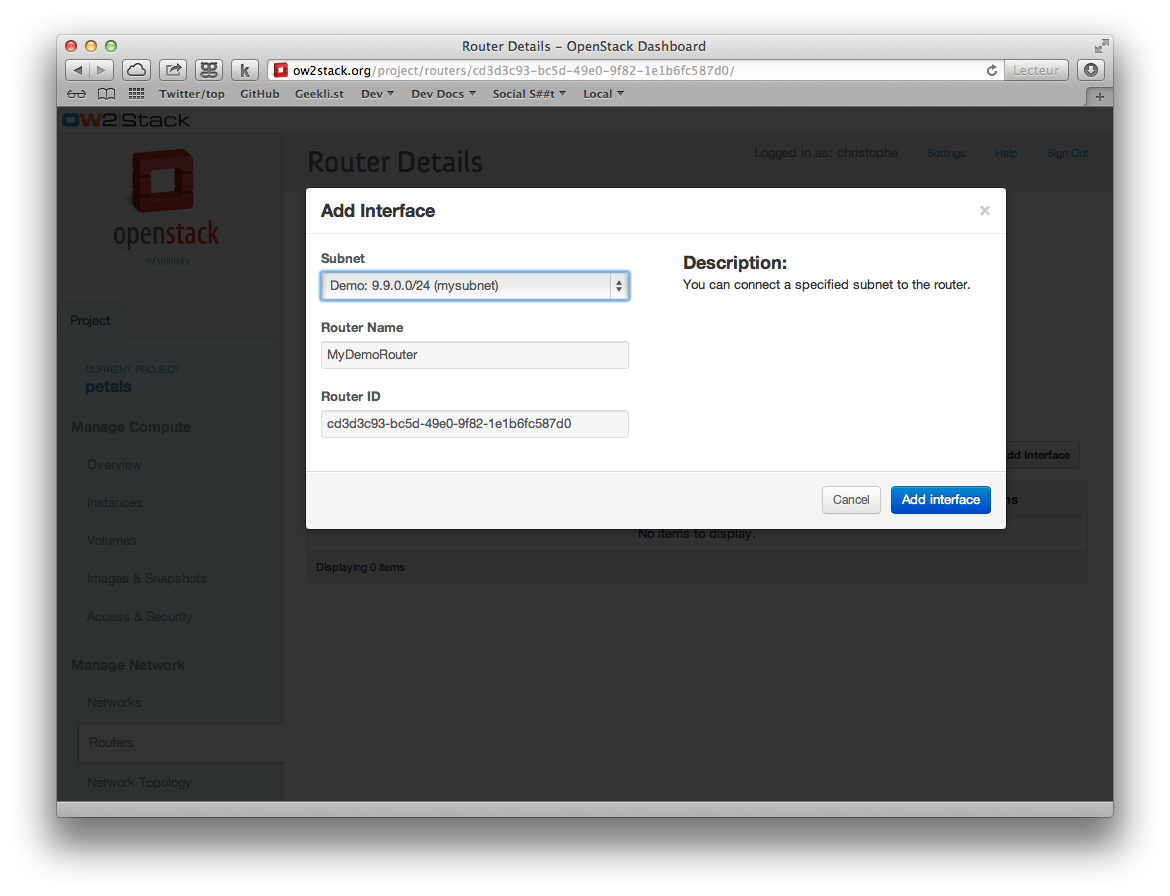 Router Details – OpenStack Dashboard
ow2stack.org/project/routers/cd3d3c93-bc5d-49e0-9f82-1e1b6fc587d0/
Lecteur
Twitter/top GitHub Geekli.st Dev Dev Docs Social S##t Local
OW2Stack
Router Details
Logged in as: christophe Settings Help Sign Out
openstack
DASHBOARD
Project
CURRENT PROJECT
petals
Manage Compute
Overview
Instances
Volumes
Images & Snapshots
Access & Security
Manage Network
Networks
Routers
Network Topology
Add Interface
×
Subnet
Demo: 9.9.0.0/24 (mysubnet)
Router Name
MyDemoRouter
Router ID
cd3d3c93-bc5d-49e0-9f82-1e1b6fc587d0
Description:
You can connect a specified subnet to the router.
Cancel Add interface
dd Interface
ns
No items to display.
Displaying 0 items